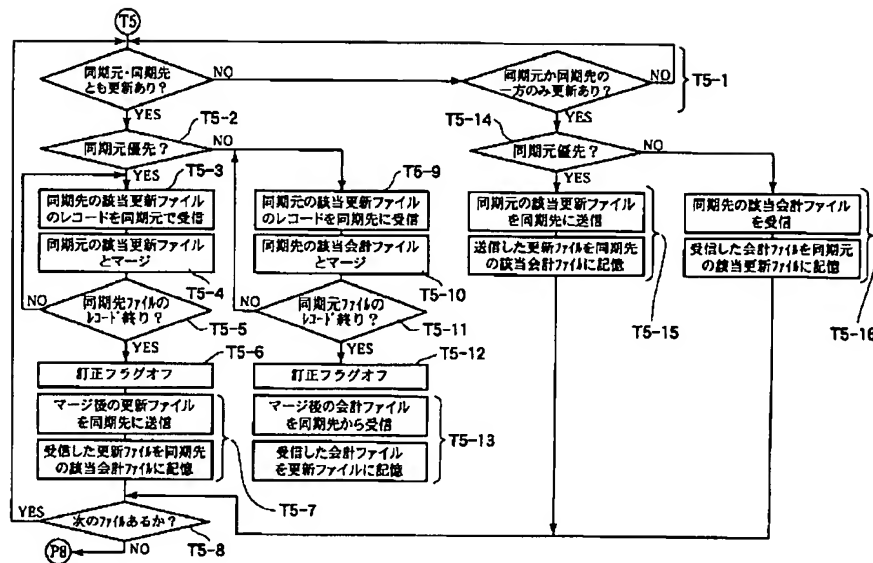 T5
同期元・同期先
とも更新あり?
NO
YES
同期元か同期先の
一方のみ更新あり?
NO
YES
T5-1
T5-2
同期元優先?
NO
YES
T5-14
同期元優先?
NO
YES
T5-3
同期先の該当更新ファイル
のレコードを同期元で受信
同期元の該当更新ファイル
とマージ
T5-4
T5-9
同期元の該当更新ファイル
のレコードを同期先に受信
同期先の該当会計ファイル
とマージ
T5-10
同期元の該当更新ファイル
を同期先に送信
送信した更新ファイルを同期先
の該当会計ファイルに記憶
T5-15
同期先の該当会計ファイル
を受信
受信した会計ファイルを同期元
の該当更新ファイルに記憶
T5-16
NO
同期先ファイルの
レコード終り?
T5-5
YES
NO
同期元ファイルの
レコード終り?
T5-11
YES
T5-6
訂正フラグオフ
T5-12
訂正フラグオフ
マージ後の更新ファイル
を同期先に送信
受信した更新ファイルを同期先
の該当会計ファイルに記憶
T5-7
マージ後の会計ファイル
を同期先から受信
受信した会計ファイル
を更新ファイルに記憶
T5-13
YES
次のファイルあるか?
T5-8
NO
P8